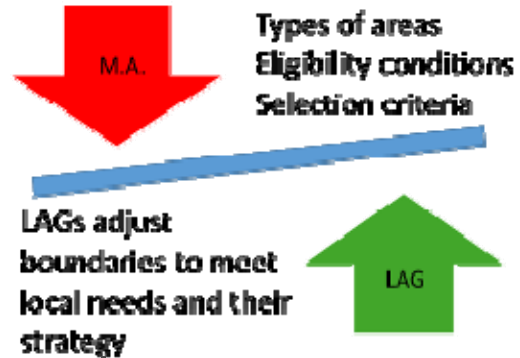 M.A.
Types of areas
Eligibility conditions
Selection criteria
LAGs adjust
boundaries to meet
local needs and their
strategy
LAG